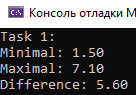 Консоль отладки M
Task 1:
Minimal: 1.50
Maximal: 7.10
Difference: 5.60